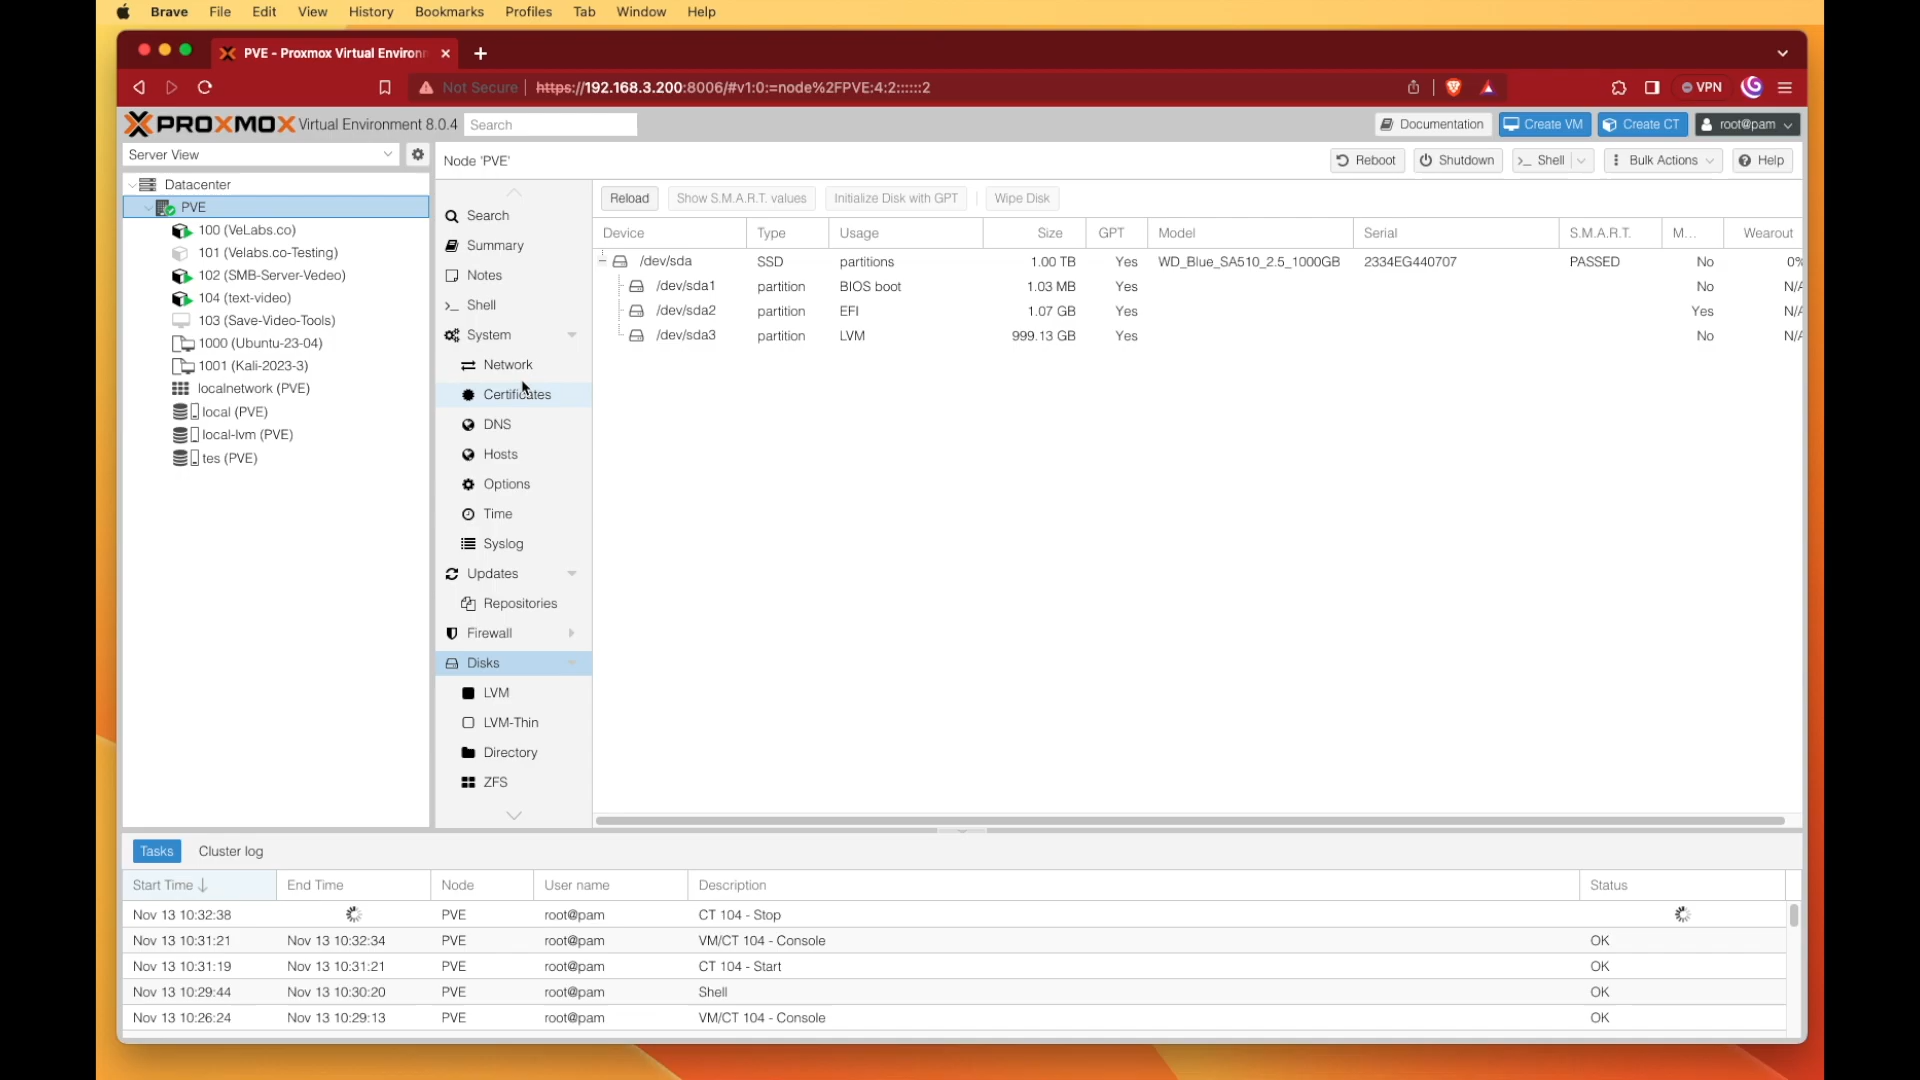 Brave File Edit View History Bookmarks Profiles Tab Window Help
PVE - Proxmox Virtual Environ
Not Secure https://192.168.3.200:8006/#v1:0:=node%2FPVE:4:2::::::2
VPN
PROXMOX Virtual Environment 8.0.4 Search
Documentation Create VM Create CT root@pam
Server View
Node 'PVE'
Reboot Shutdown >_ Shell Bulk Actions Help
Datacenter
PVE
100 (VeLabs.co)
101 (Velabs.co-Testing)
102 (SMB-Server-Vedeo)
104 (text-video)
103 (Save-Video-Tools)
1000 (Ubuntu-23-04)
1001 (Kali-2023-3)
localnetwork (PVE)
local (PVE)
local-lvm (PVE)
tes (PVE)
Search
Summary
Notes
>_ Shell
System
Network
Certificates
DNS
Hosts
Options
Time
Syslog
Updates
Repositories
Firewall
Disks
LVM
LVM-Thin
Directory
ZFS
Reload Show S.M.A.R.T. values Initialize Disk with GPT Wipe Disk
Device Type Usage Size GPT Model Serial S.M.A.R.T. M... Wearout
/dev/sda SSD partitions 1.00 TB Yes WD_Blue_SA510_2.5_1000GB 2334EG440707 PASSED No 0%
/dev/sda1 partition BIOS boot 1.03 MB Yes No N/A
/dev/sda2 partition EFI 1.07 GB Yes Yes N/A
/dev/sda3 partition LVM 999.13 GB Yes No N/A
Tasks Cluster log
Start Time End Time Node User name Description Status
Nov 13 10:32:38 PVE root@pam CT 104 - Stop
Nov 13 10:31:21 Nov 13 10:32:34 PVE root@pam VM/CT 104 - Console OK
Nov 13 10:31:19 Nov 13 10:31:21 PVE root@pam CT 104 - Start OK
Nov 13 10:29:44 Nov 13 10:30:20 PVE root@pam Shell OK
Nov 13 10:26:24 Nov 13 10:29:13 PVE root@pam VM/CT 104 - Console OK